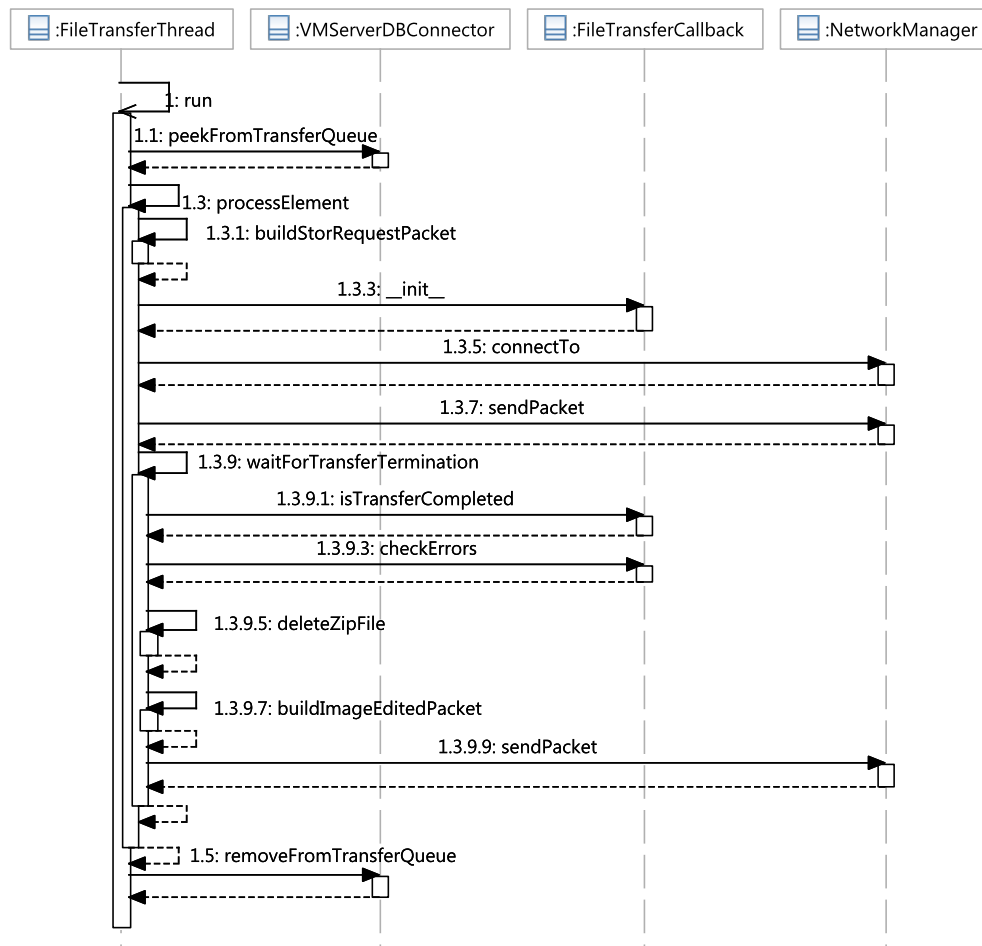 :FileTransferThread
:VMServerDBConnector
:FileTransferCallback
:NetworkManager
1: run
1.1: peekFromTransferQueue
1.3: processElement
1.3.1: buildStorRequestPacket
1.3.3: __init__
1.3.5: connectTo
1.3.7: sendPacket
1.3.9: waitForTransferTermination
1.3.9.1: isTransferCompleted
1.3.9.3: checkErrors
1.3.9.5: deleteZipFile
1.3.9.7: buildImageEditedPacket
1.3.9.9: sendPacket
1.5: removeFromTransferQueue